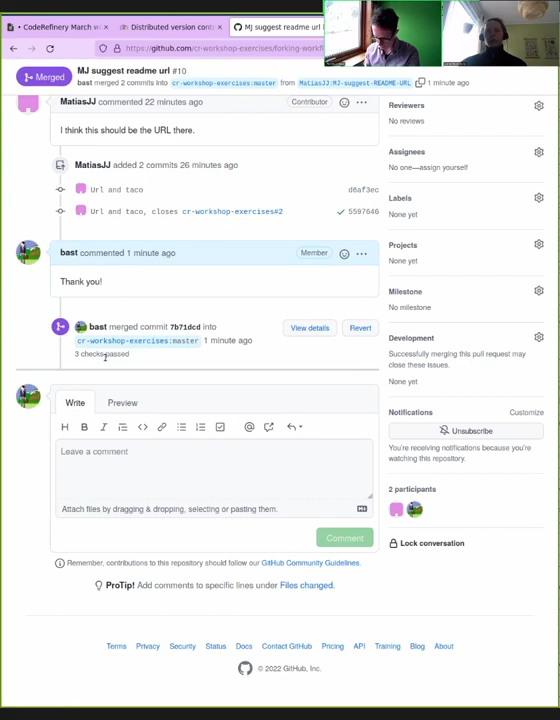 CodeRefinery March w
Distributed version cont
MJ suggest readme url
https://github.com/cr-workshop-exercises/forking-workf
Merged
MJ suggest readme url #10
bast merged 2 commits into cr-workshop-exercises:master from MatiasJJ:MJ-suggest-README-URL 1 minute ago
MatiasJJ commented 22 minutes ago
Contributor
I think this should be the URL there.
MatiasJJ added 2 commits 26 minutes ago
Url and taco
d6af3ec
Url and taco, closes cr-workshop-exercises#2
5597646
bast commented 1 minute ago
Member
Thank you!
bast merged commit 7b71dcd into
cr-workshop-exercises:master 1 minute ago
3 checks passed
View details
Revert
Write
Preview
Leave a comment
Attach files by dragging & dropping, selecting or pasting them.
Comment
Remember, contributions to this repository should follow our GitHub Community Guidelines.
ProTip! Add comments to specific lines under Files changed.
Reviewers
No reviews
Assignees
No one—assign yourself
Labels
None yet
Projects
None yet
Milestone
No milestone
Development
Successfully merging this pull request may
close these issues.
None yet
Notifications
Customize
Unsubscribe
You're receiving notifications because you're
watching this repository.
2 participants
Lock conversation
Terms
Privacy
Security
Status
Docs
Contact GitHub
Pricing
API
Training
Blog
About
© 2022 GitHub, Inc.